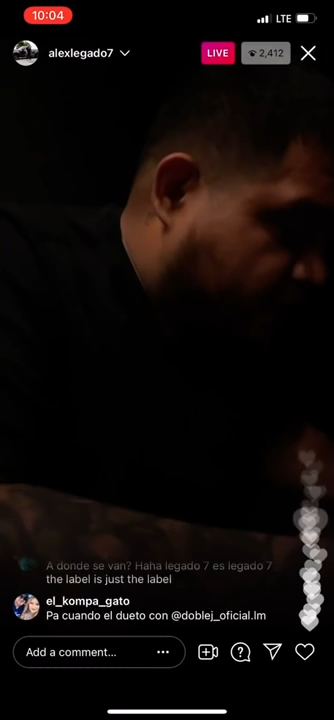 10:04
LTE
alexlegado7
LIVE
2,412
A donde se van? Haha legado 7 es legado 7
the label is just the label
el_kompa_gato
Pa cuando el dueto con @doblej_oficial.lm
Add a comment...